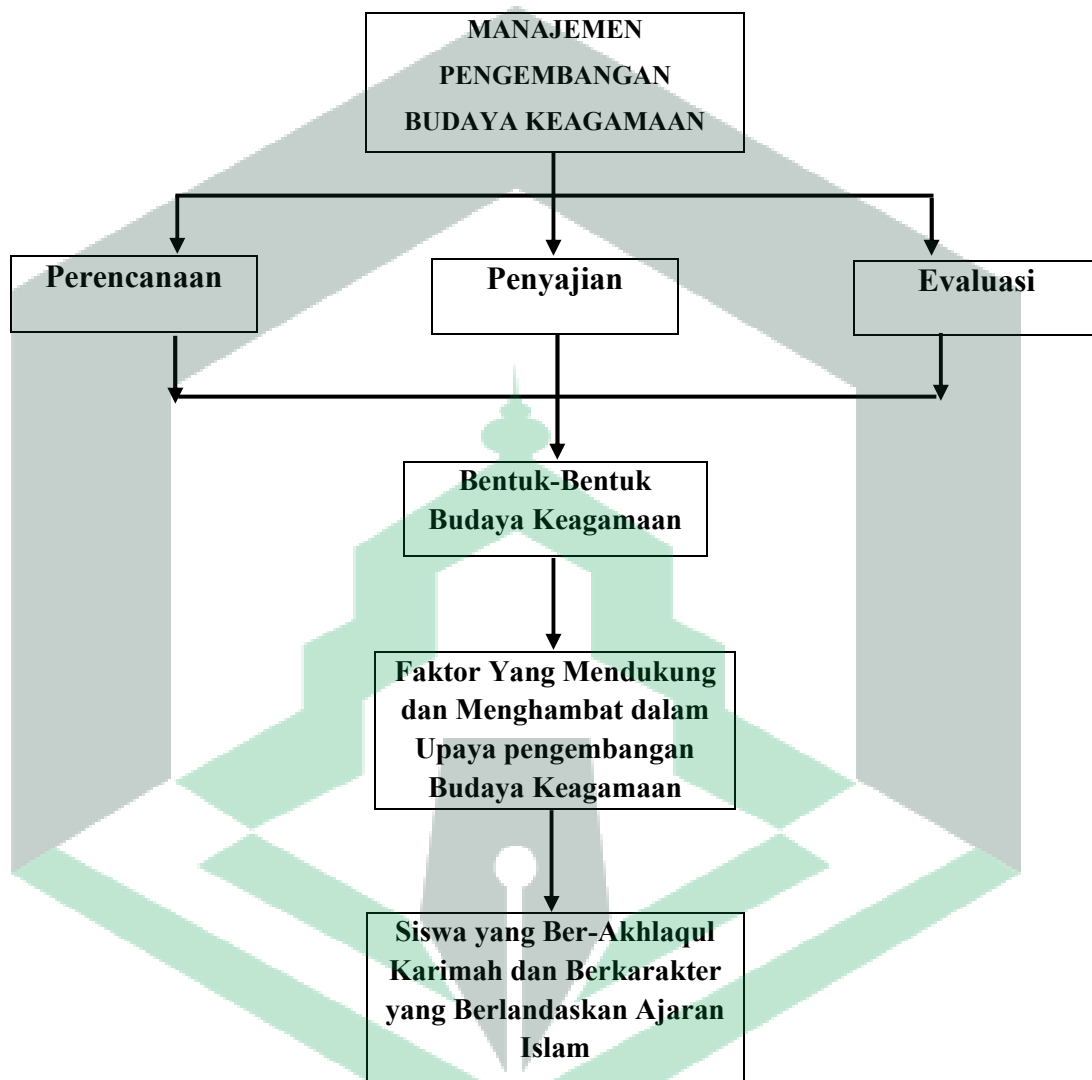 MANAJEMEN
PENGEMBANGAN
BUDAYA KEAGAMAAN
Perencanaan
Penyajian
Evaluasi
Bentuk-Bentuk
Budaya Keagamaan
Faktor Yang Mendukung
dan Menghambat dalam
Upaya pengembangan
Budaya Keagamaan
Siswa yang Ber-Akhlaqul
Karimah dan Berkarakter
yang Berlandaskan Ajaran
Islam